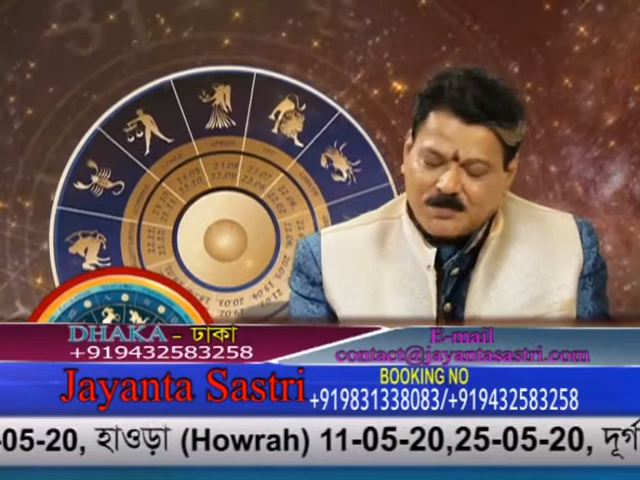 DHAKA - ঢাকা
+919432583258
E-mail
contact@jayantasastri.com
Jayanta Sastri
BOOKING NO
+919831338083/+919432583258
-05-20, হাওড়া (Howrah) 11-05-20,25-05-20, দূর্গ